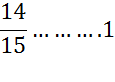 14
15 … … … .1